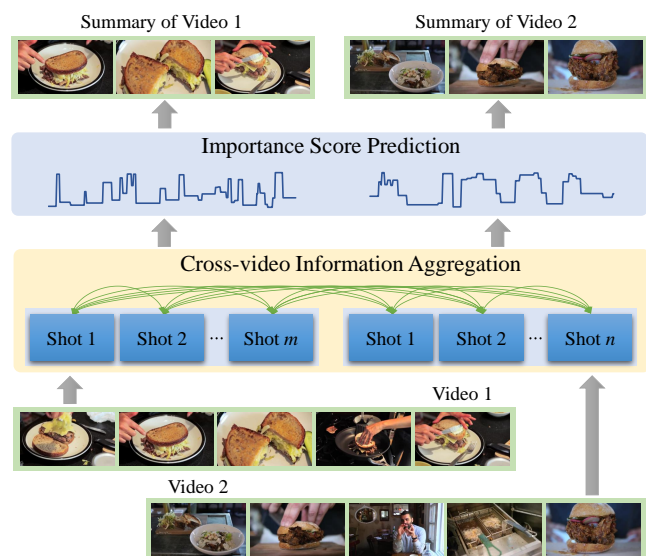 Summary of Video 1
Summary of Video 2
Importance Score Prediction
Cross-video Information Aggregation
Shot 1
Shot 2
...
Shot m
Shot 1
Shot 2
...
Shot n
Video 1
Video 2